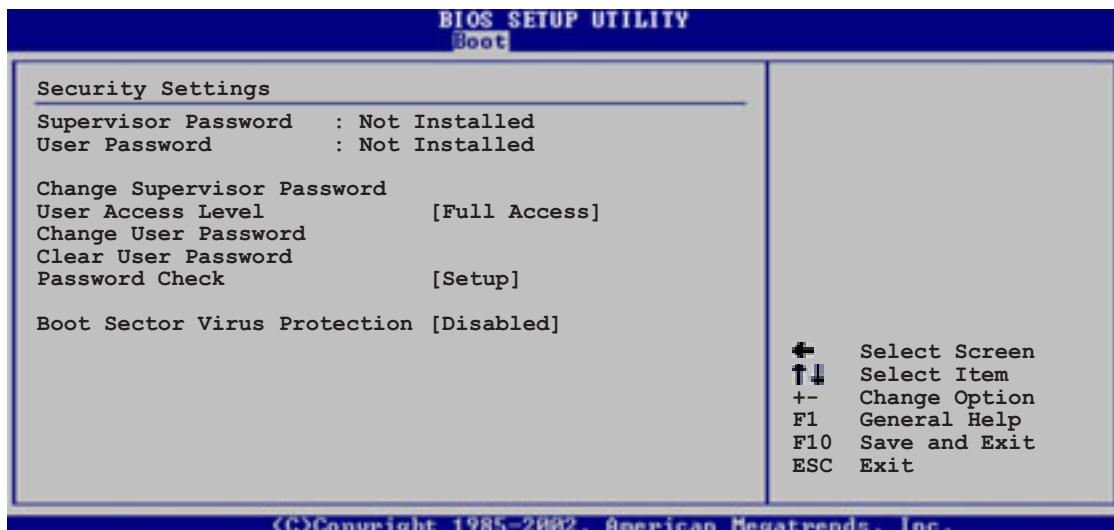 BIOS SETUP UTILITY
Boot
Security Settings
Supervisor Password : Not Installed
User Password : Not Installed
Change Supervisor Password
User Access Level [Full Access]
Change User Password
Clear User Password
Password Check [Setup]
Boot Sector Virus Protection [Disabled]
← Select Screen
↑↓ Select Item
+- Change Option
F1 General Help
F10 Save and Exit
ESC Exit
(C)Copyright 1985-2002, American Megatrends, Inc.